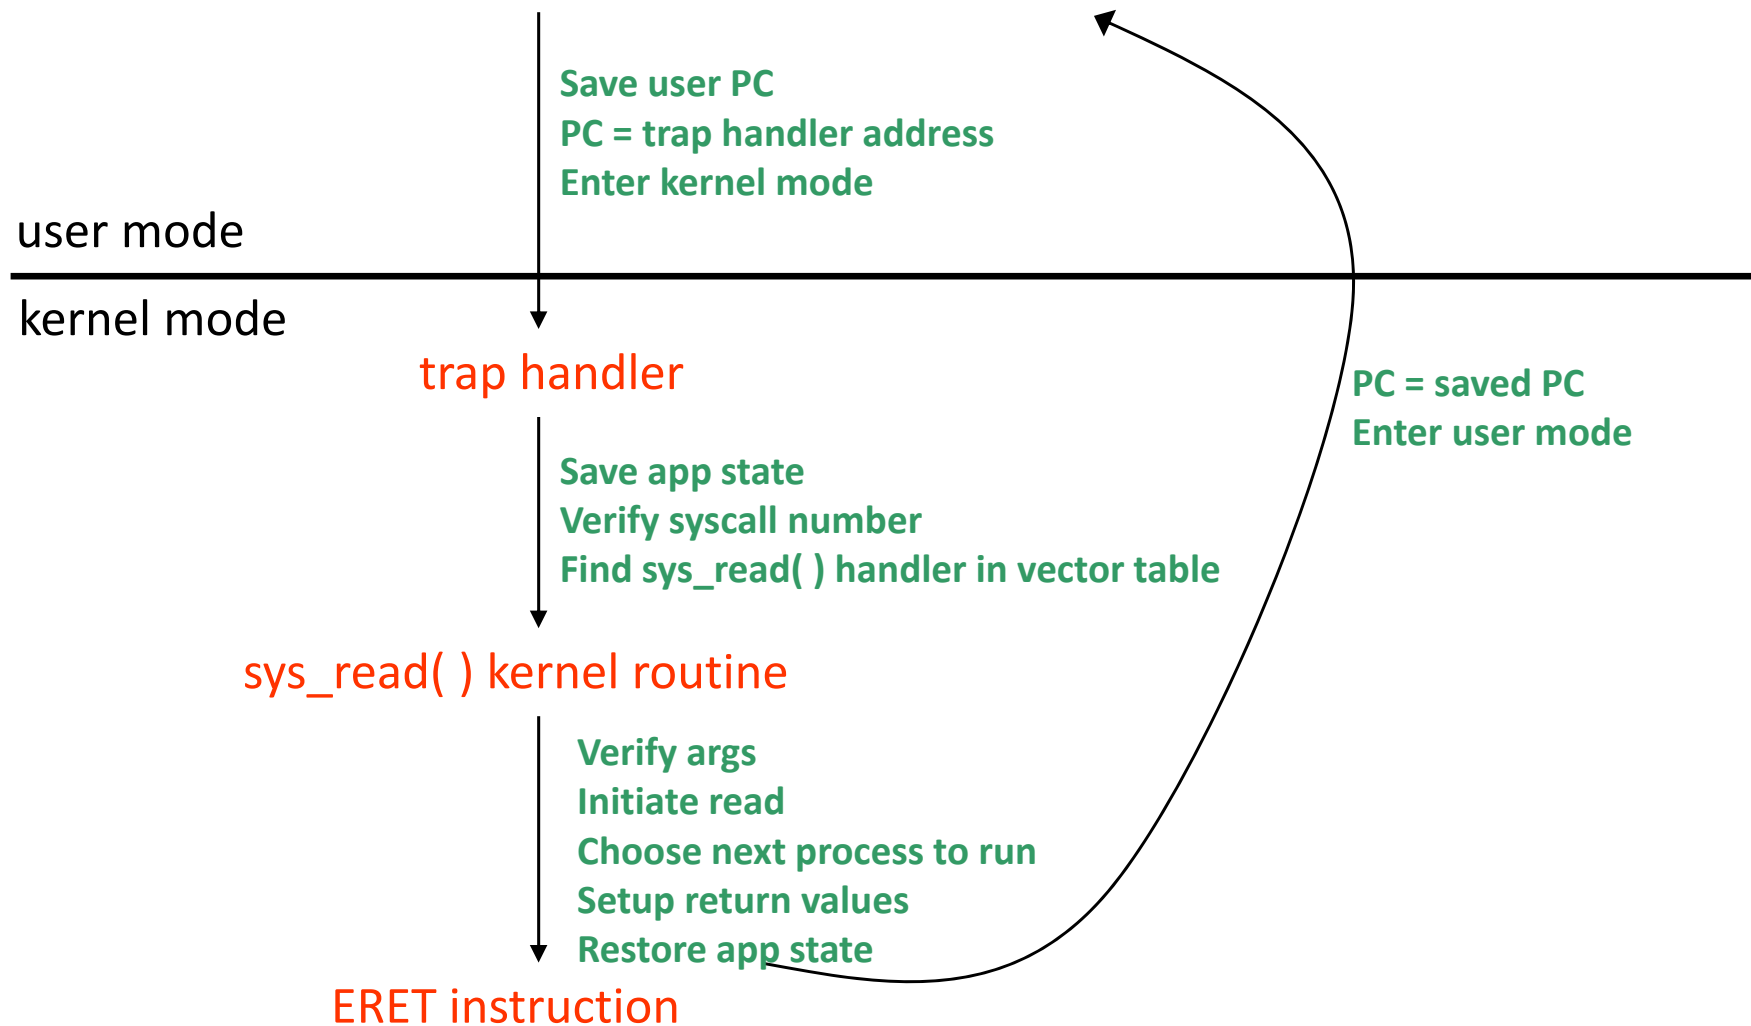 Save user PC
PC = trap handler address
Enter kernel mode
user mode
kernel mode
trap handler
PC = saved PC
Enter user mode
Save app state
Verify syscall number
Find sys_read( ) handler in vector table
sys_read( ) kernel routine
Verify args
Initiate read
Choose next process to run
Setup return values
Restore app state
ERET instruction